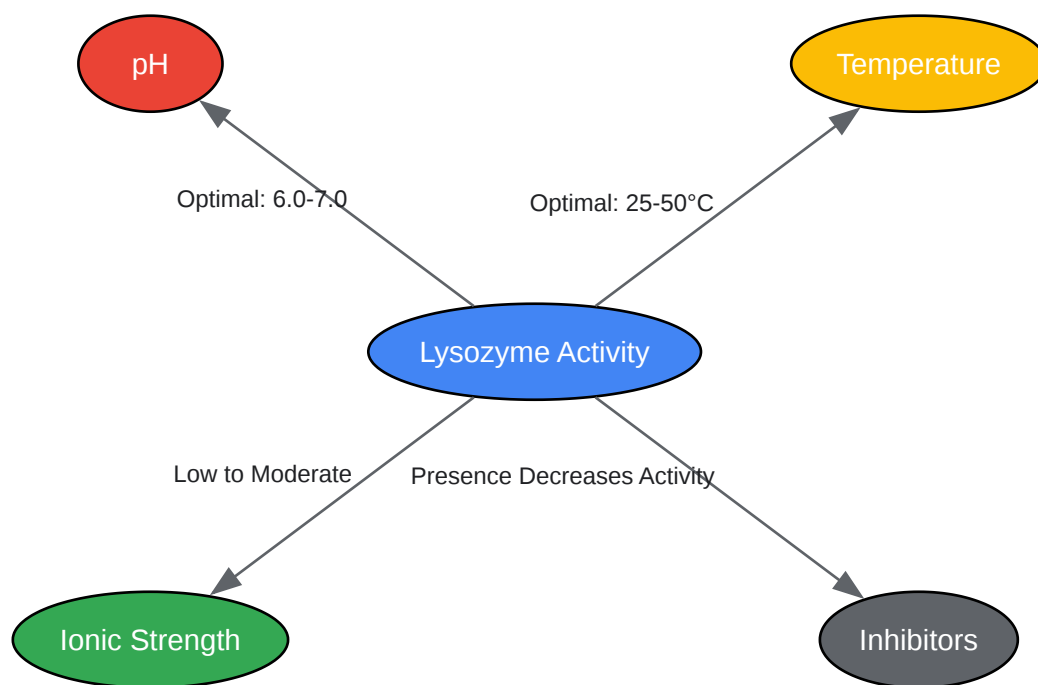 pH
Temperature
Optimal: 6.0-7.0
Optimal: 25-50°C
Lysozyme Activity
Low to Moderate
Presence Decreases Activity
Ionic Strength
Inhibitors